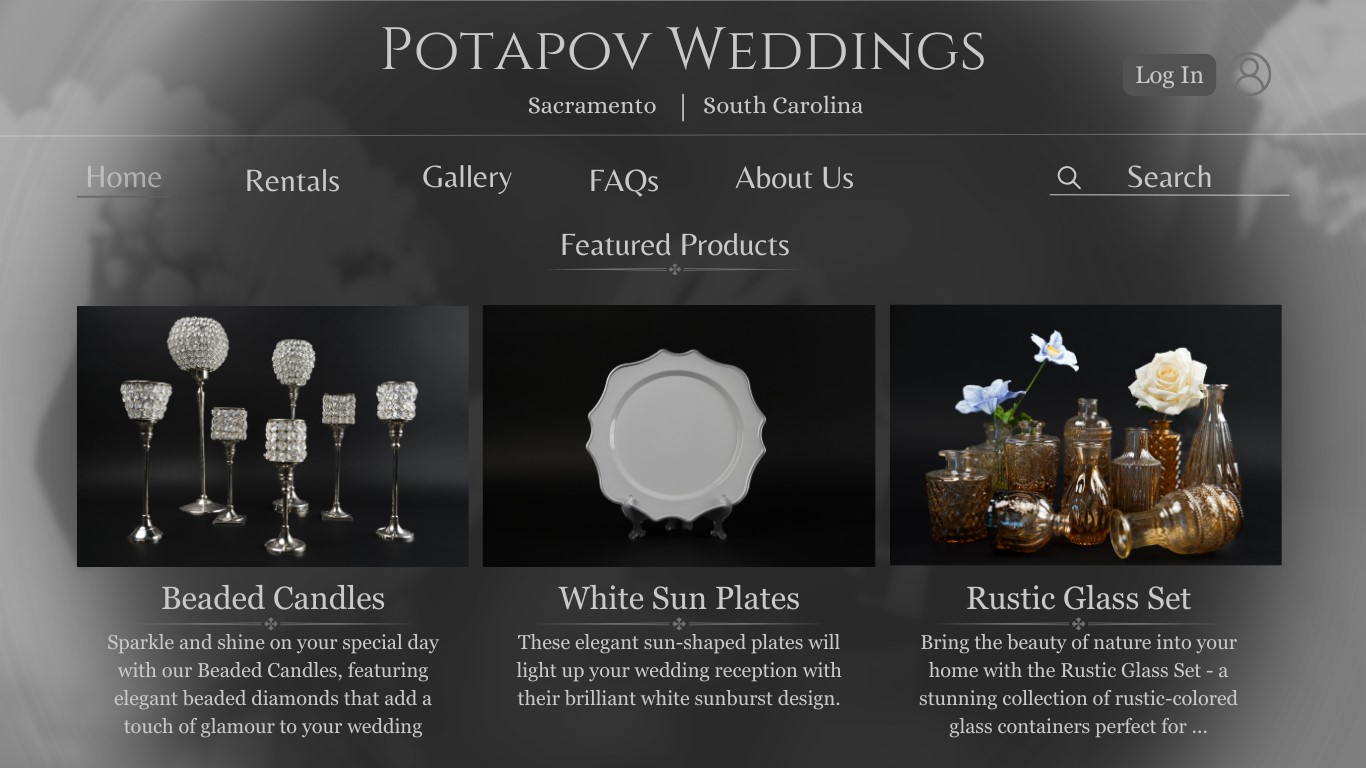 Potapov Weddings
Sacramento | South Carolina
Log In
Home
Rentals
Gallery
FAQs
About Us
Search
Featured Products
Beaded Candles
Sparkle and shine on your special day
with our Beaded Candles, featuring
elegant beaded diamonds that add a
touch of glamour to your wedding
White Sun Plates
These elegant sun-shaped plates will
light up your wedding reception with
their brilliant white sunburst design.
Rustic Glass Set
Bring the beauty of nature into your
home with the Rustic Glass Set - a
stunning collection of rustic-colored
glass containers perfect for ...